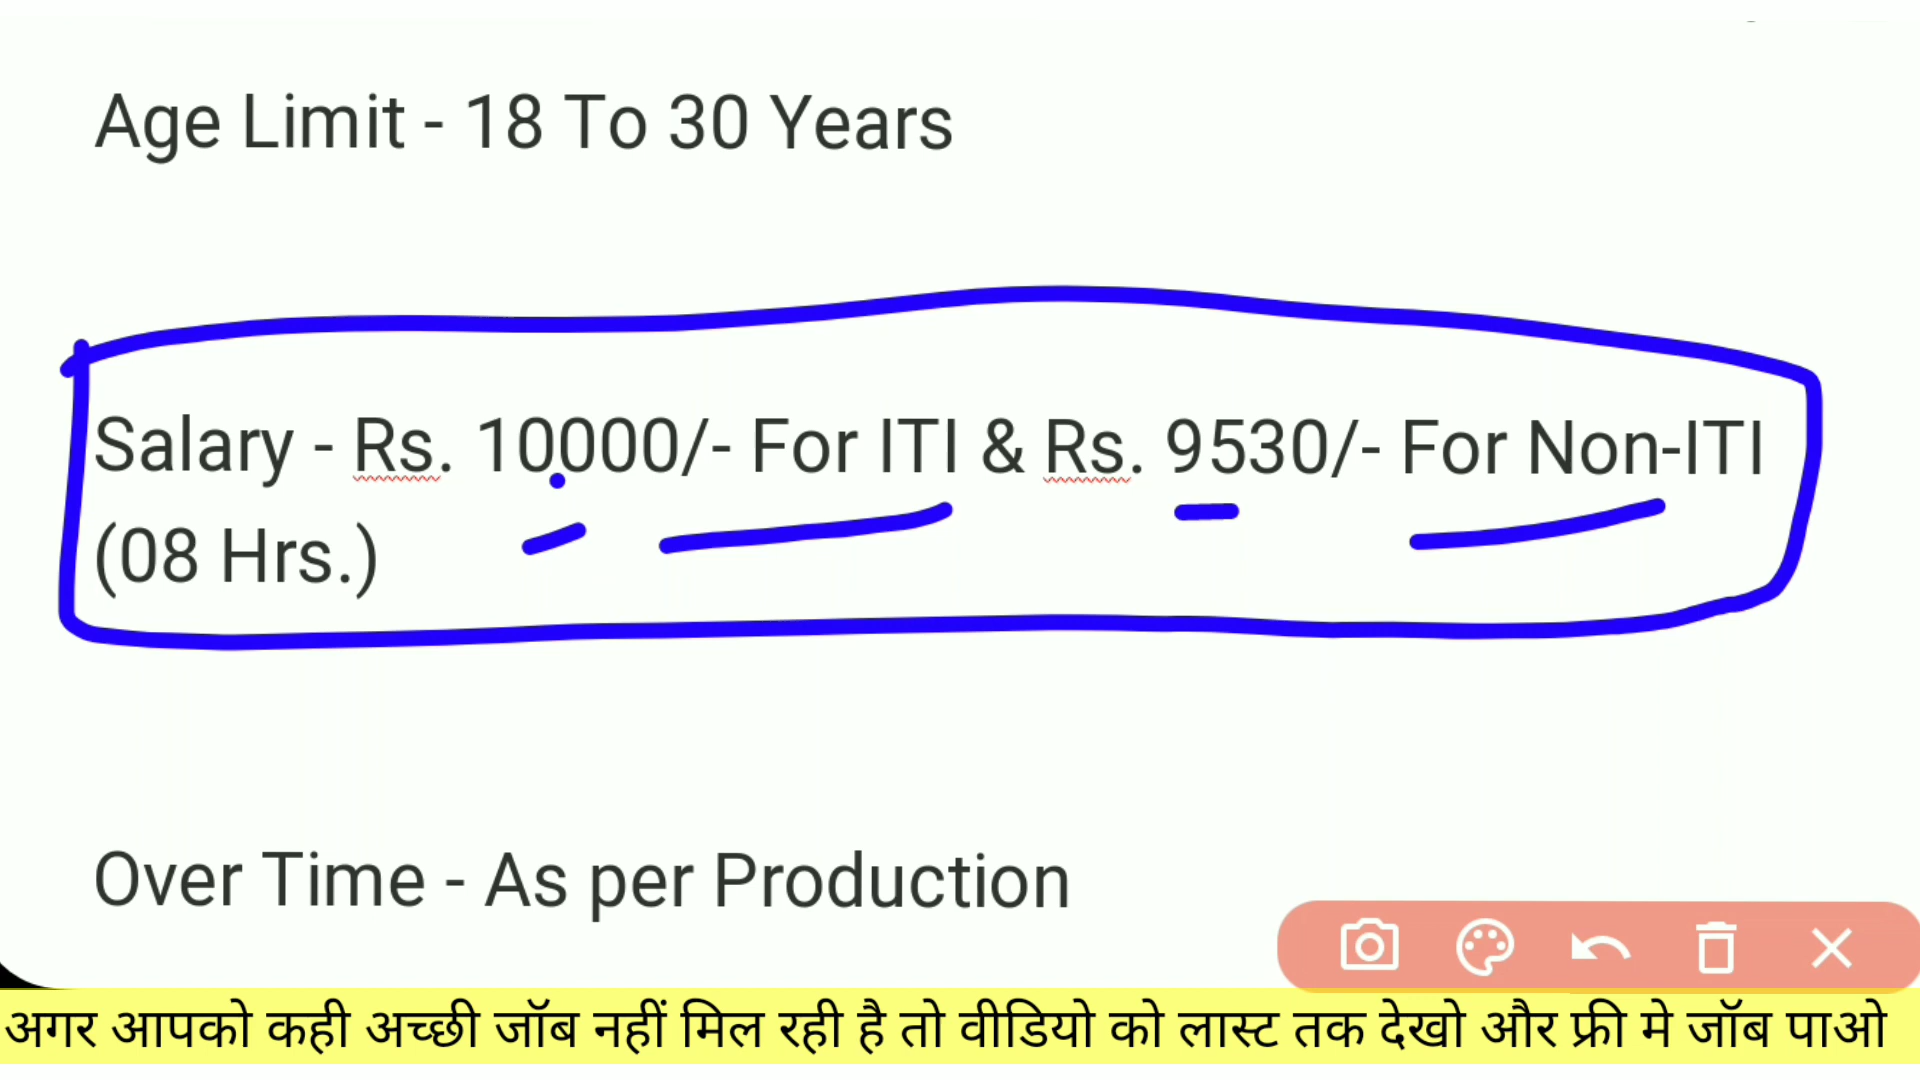 Age Limit - 18 To 30 Years
Salary - Rs. 10000/- For ITI & Rs. 9530/- For Non-ITI
(08 Hrs.)
Over Time - As per Production
अगर आपको कही अच्छी जॉब नहीं मिल रही है तो वीडियो को लास्ट तक देखो और फ्री मे जॉब पाओ